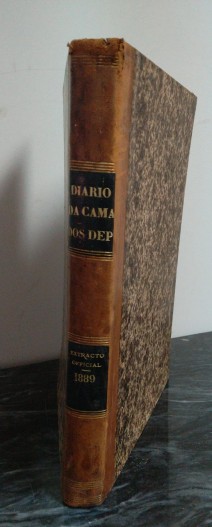 DIARIO
DA CAMA
DOS DEP
EXTRACTO
OFFICIAL
1889